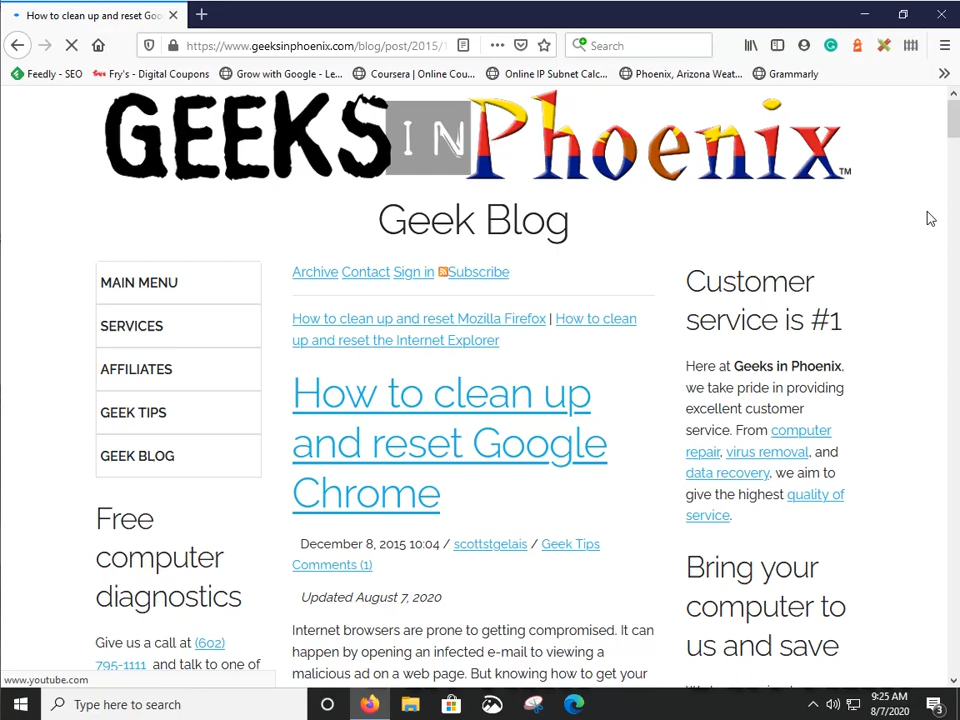 How to clean up and reset Goo
https://www.geeksinphoenix.com/blog/post/2015/1
Search
Feedly - SEO
Fry's - Digital Coupons
Grow with Google - Le...
Coursera | Online Cou...
Online IP Subnet Calc...
Phoenix, Arizona Weat...
Grammarly
GEEKS IN Phoenix™
Geek Blog
MAIN MENU
SERVICES
AFFILIATES
GEEK TIPS
GEEK BLOG
Free
computer
diagnostics
Give us a call at (602)
795-1111 and talk to one of
Archive Contact Sign in Subscribe
How to clean up and reset Mozilla Firefox | How to clean
up and reset the Internet Explorer
How to clean up
and reset Google
Chrome
December 8, 2015 10:04 / scottstgelais / Geek Tips
Comments (1)
Updated August 7, 2020
Internet browsers are prone to getting compromised. It can
happen by opening an infected e-mail to viewing a
malicious ad on a web page. But knowing how to get your
Customer
service is #1
Here at Geeks in Phoenix,
we take pride in providing
excellent customer
service. From computer
repair, virus removal, and
data recovery, we aim to
give the highest quality of
service.
Bring your
computer to
us and save
www.youtube.com
Type here to search
9:25 AM
8/7/2020
3